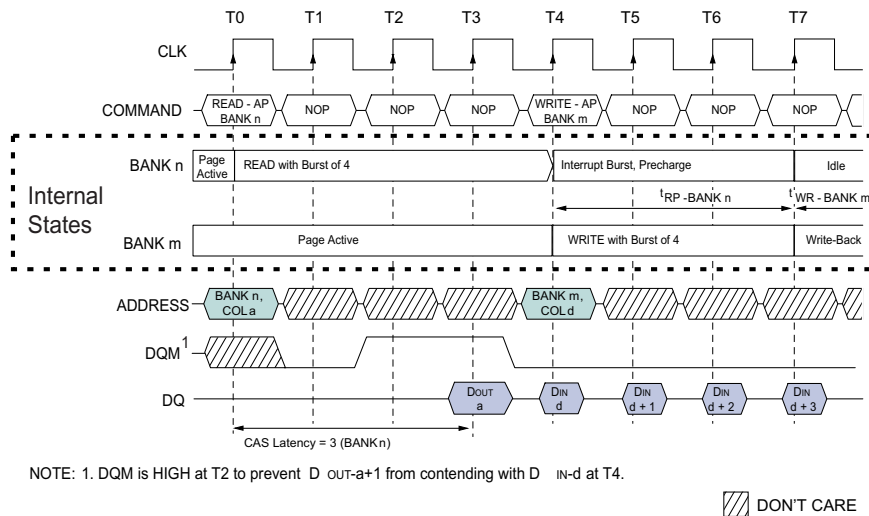 T0 T1 T2 T3 T4 T5 T6 T7
CLK
COMMAND
READ - AP BANK n
NOP
NOP
NOP
WRITE - AP BANK m
NOP
NOP
NOP
Internal States
BANK n
Page Active
READ with Burst of 4
Interrupt Burst, Precharge
Idle
tRP - BANK n
tWR - BANK m
BANK m
Page Active
WRITE with Burst of 4
Write-Back
ADDRESS
BANK n, COL a
BANK m, COL d
DQM1
DQ
DOUT a
DIN d
DIN d + 1
DIN d + 2
DIN d + 3
CAS Latency = 3 (BANK n)
NOTE: 1. DQM is HIGH at T2 to prevent D OUT-a+1 from contending with D IN-d at T4.
DON'T CARE